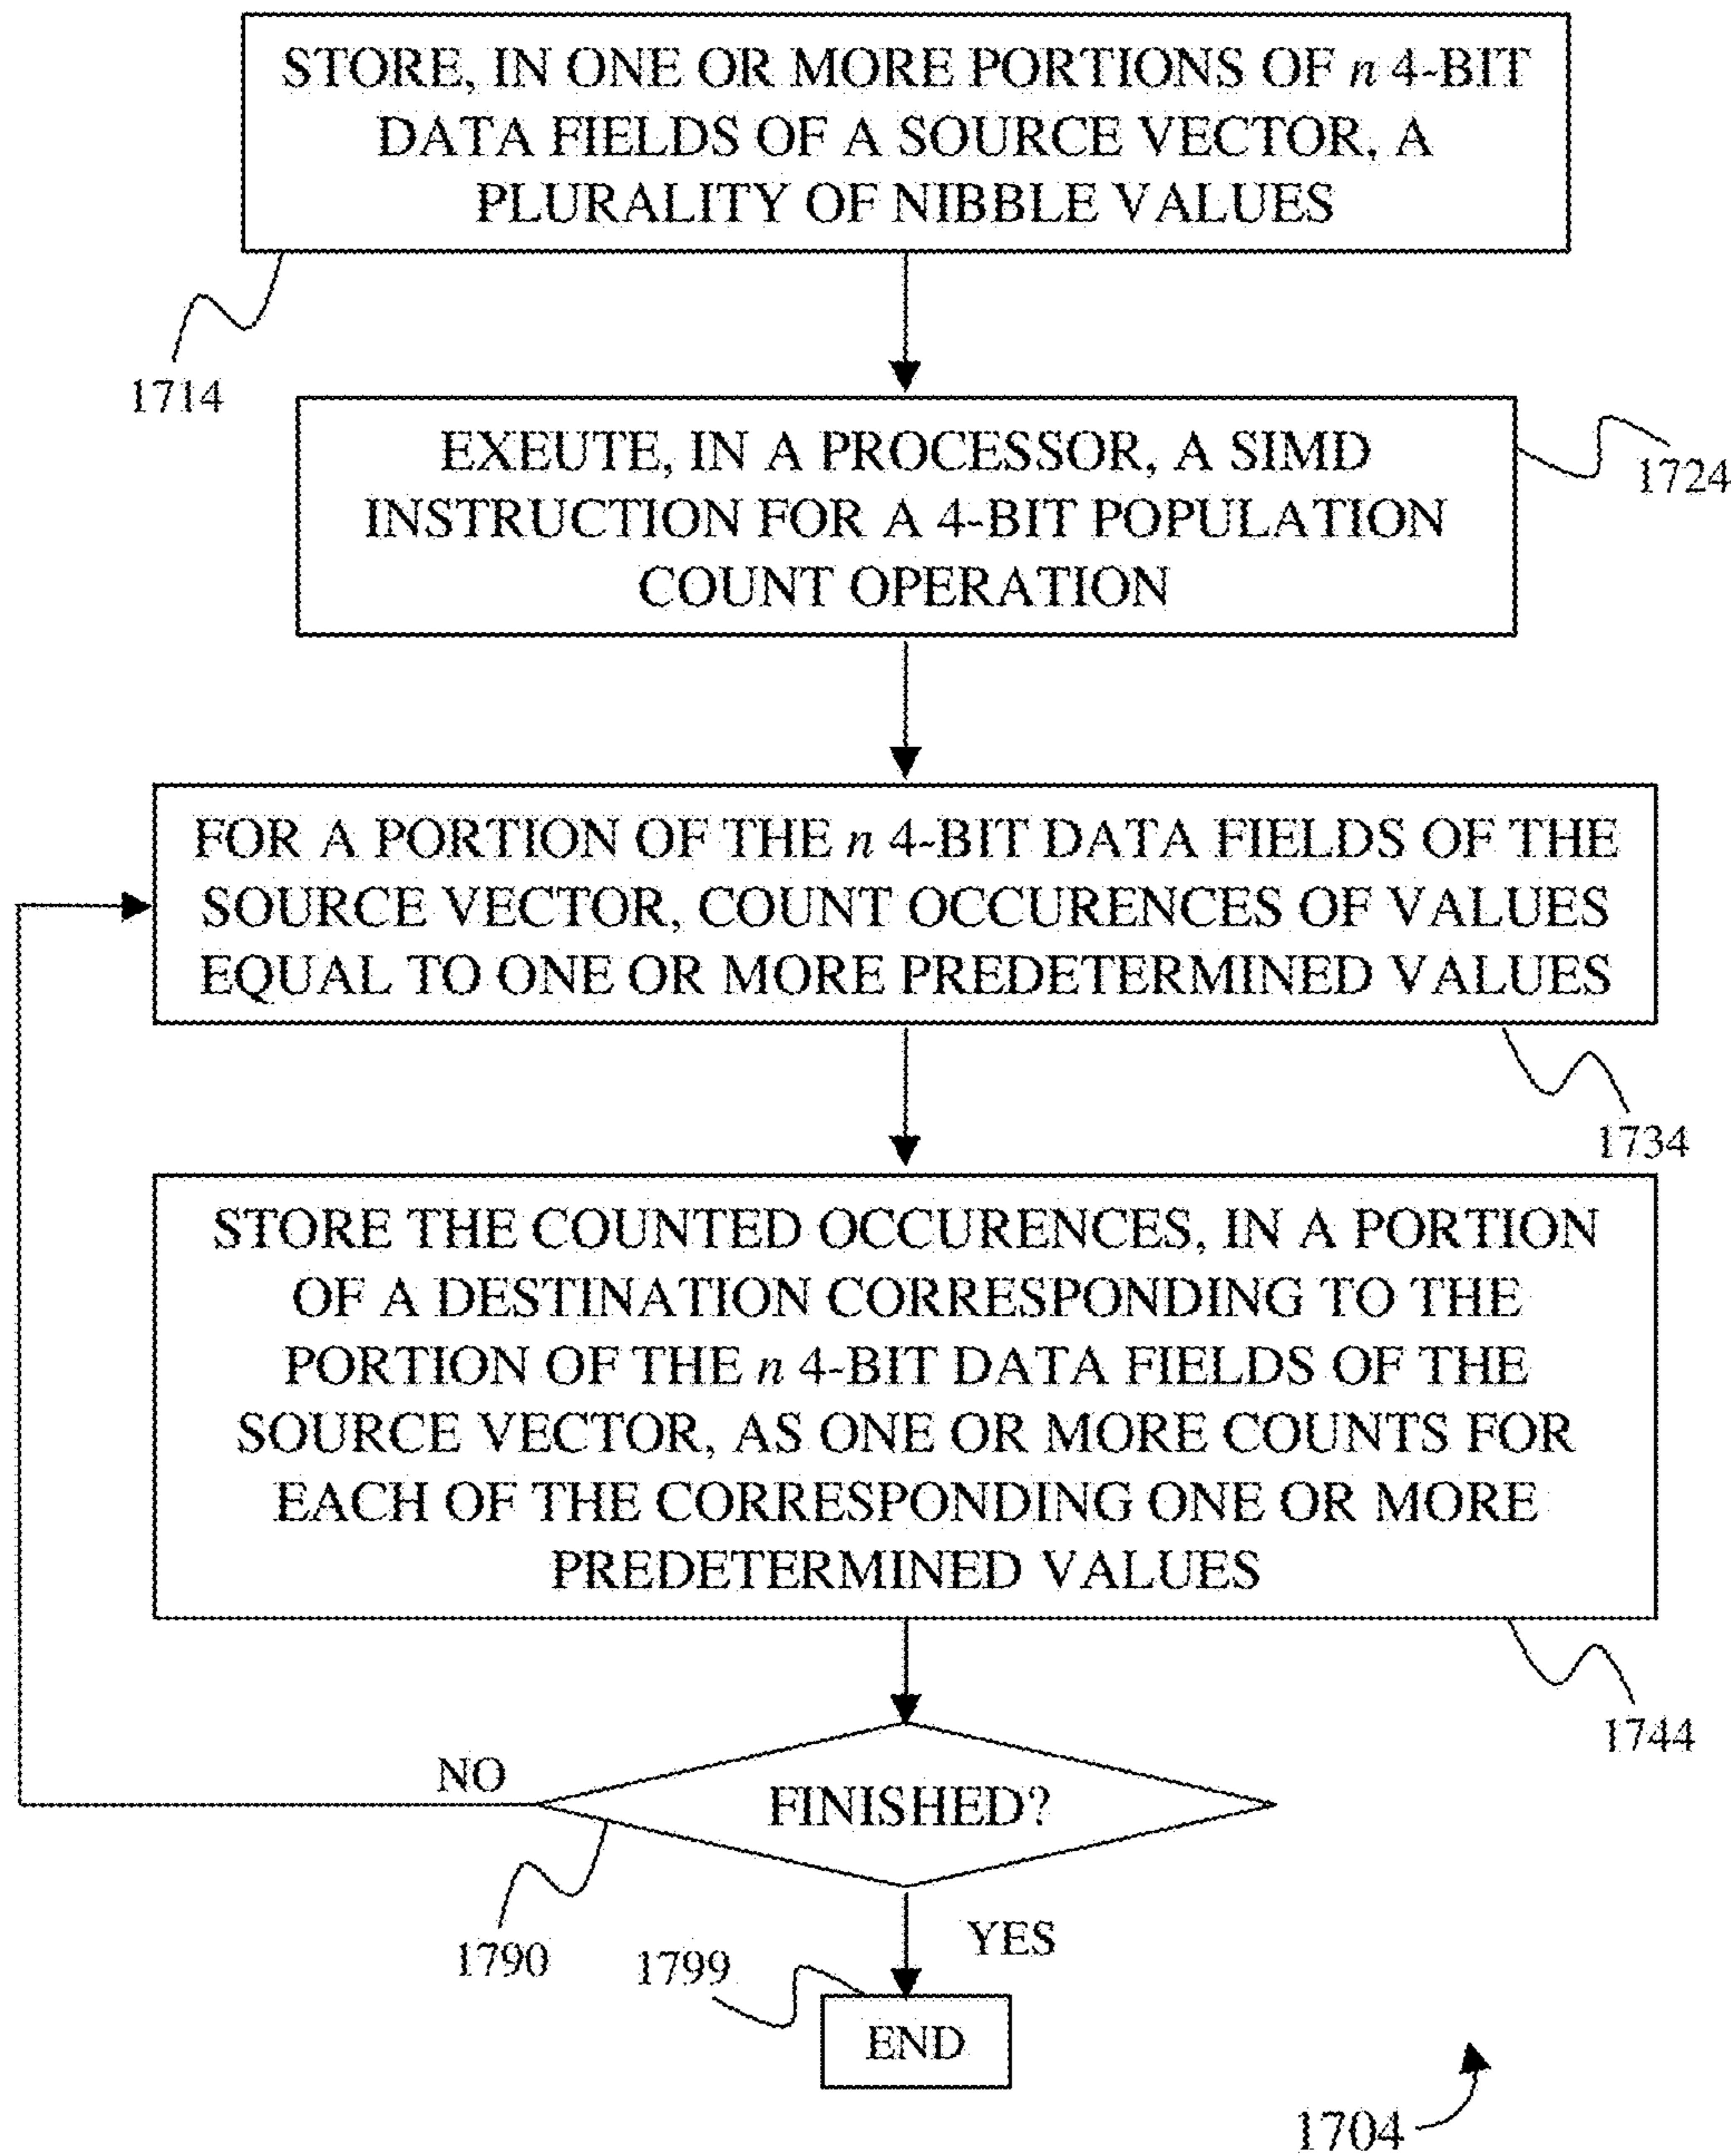 STORE, IN ONE OR MORE PORTIONS OF n 4-BIT
DATA FIELDS OF A SOURCE VECTOR, A
PLURALITY OF NIBBLE VALUES
1714
EXEUTE, IN A PROCESSOR, A SIMD
INSTRUCTION FOR A 4-BIT POPULATION
COUNT OPERATION
1724
FOR A PORTION OF THE n 4-BIT DATA FIELDS OF THE
SOURCE VECTOR, COUNT OCCURENCES OF VALUES
EQUAL TO ONE OR MORE PREDETERMINED VALUES
1734
STORE THE COUNTED OCCURENCES, IN A PORTION
OF A DESTINATION CORRESPONDING TO THE
PORTION OF THE n 4-BIT DATA FIELDS OF THE
SOURCE VECTOR, AS ONE OR MORE COUNTS FOR
EACH OF THE CORRESPONDING ONE OR MORE
PREDETERMINED VALUES
1744
NO
FINISHED?
1790
YES
1799
END
1704